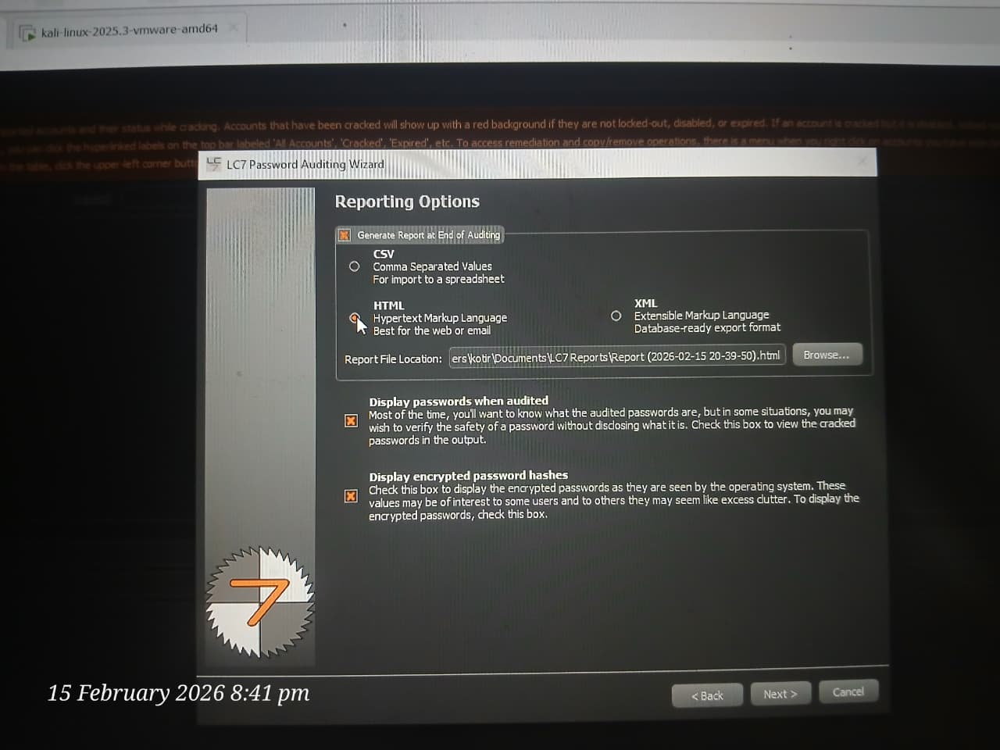 kali-linux-2025.3-vmware-amd64
and their status while cracking. Accounts that have been cracked will show up with a red background if they are not locked-out, disabled, or expired. If an account is cracked
click the hyperlinked labels on the top bar labeled 'All Accounts', 'Cracked', 'Expired', etc. To access remediation and copy/remove operations, there is a menu when you right click on accounts
in the table, click the upper-left corner
LC7 Password Auditing Wizard
Reporting Options
Generate Report at End of Auditing
CSV
Comma Separated Values
For import to a spreadsheet
HTML
Hypertext Markup Language
Best for the web or email
XML
Extensible Markup Language
Database-ready export format
Report File Location: ers\kotir\Documents\LC7 Reports\Report (2026-02-15 20-39-50).html Browse...
Display passwords when audited
Most of the time, you'll want to know what the audited passwords are, but in some situations, you may
wish to verify the safety of a password without disclosing what it is. Check this box to view the cracked
passwords in the output.
Display encrypted password hashes
Check this box to display the encrypted passwords as they are seen by the operating system. These
values may be of interest to some users and to others they may seem like excess clutter. To display the
encrypted passwords, check this box.
7
15 February 2026 8:41 pm
< Back Next > Cancel